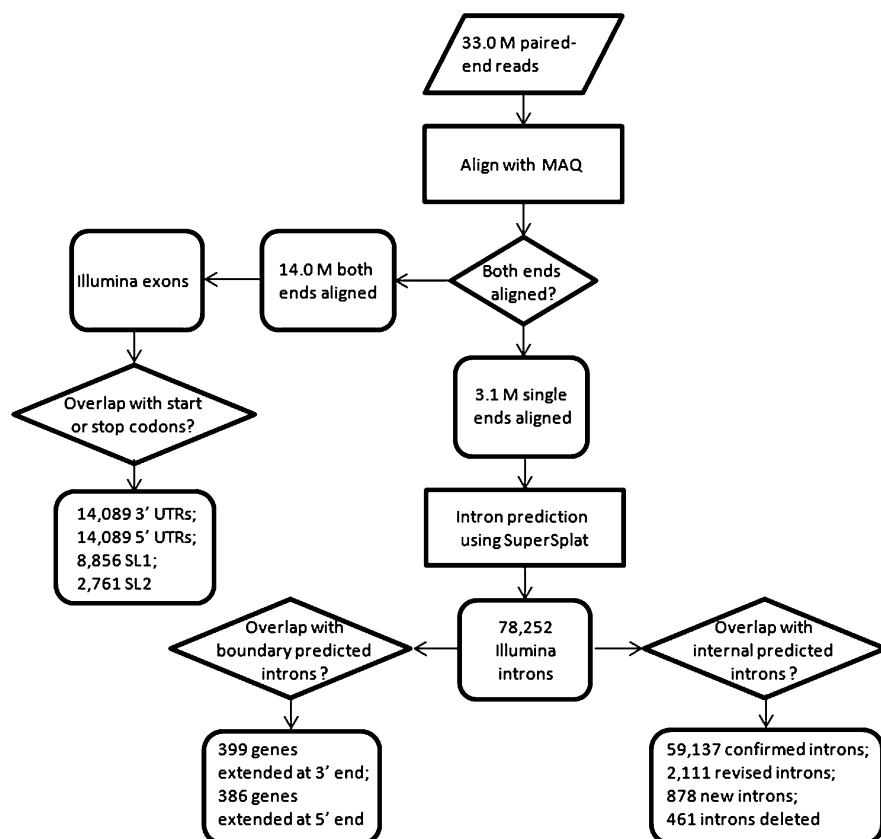 33.0 M paired-
end reads
Align with MAQ
Both ends
aligned?
14.0 M both
ends aligned
Illumina exons
Overlap with start
or stop codons?
14,089 3' UTRs;
14,089 5' UTRs;
8,856 SL1;
2,761 SL2
3.1 M single
ends aligned
Intron prediction
using SuperSplat
78,252
Illumina
introns
Overlap with
boundary predicted
introns ?
399 genes
extended at 3' end;
386 genes
extended at 5' end
Overlap with
internal predicted
introns ?
59,137 confirmed introns;
2,111 revised introns;
878 new introns;
461 introns deleted